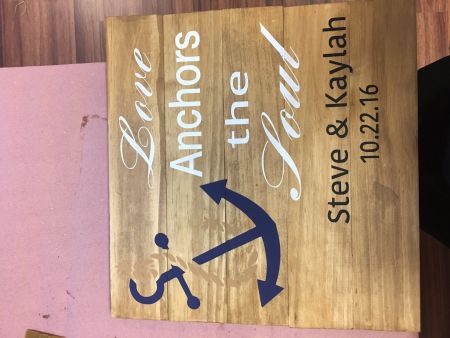 Love
Anchors
the
Soul
Steve & Kaylah
10.22.16